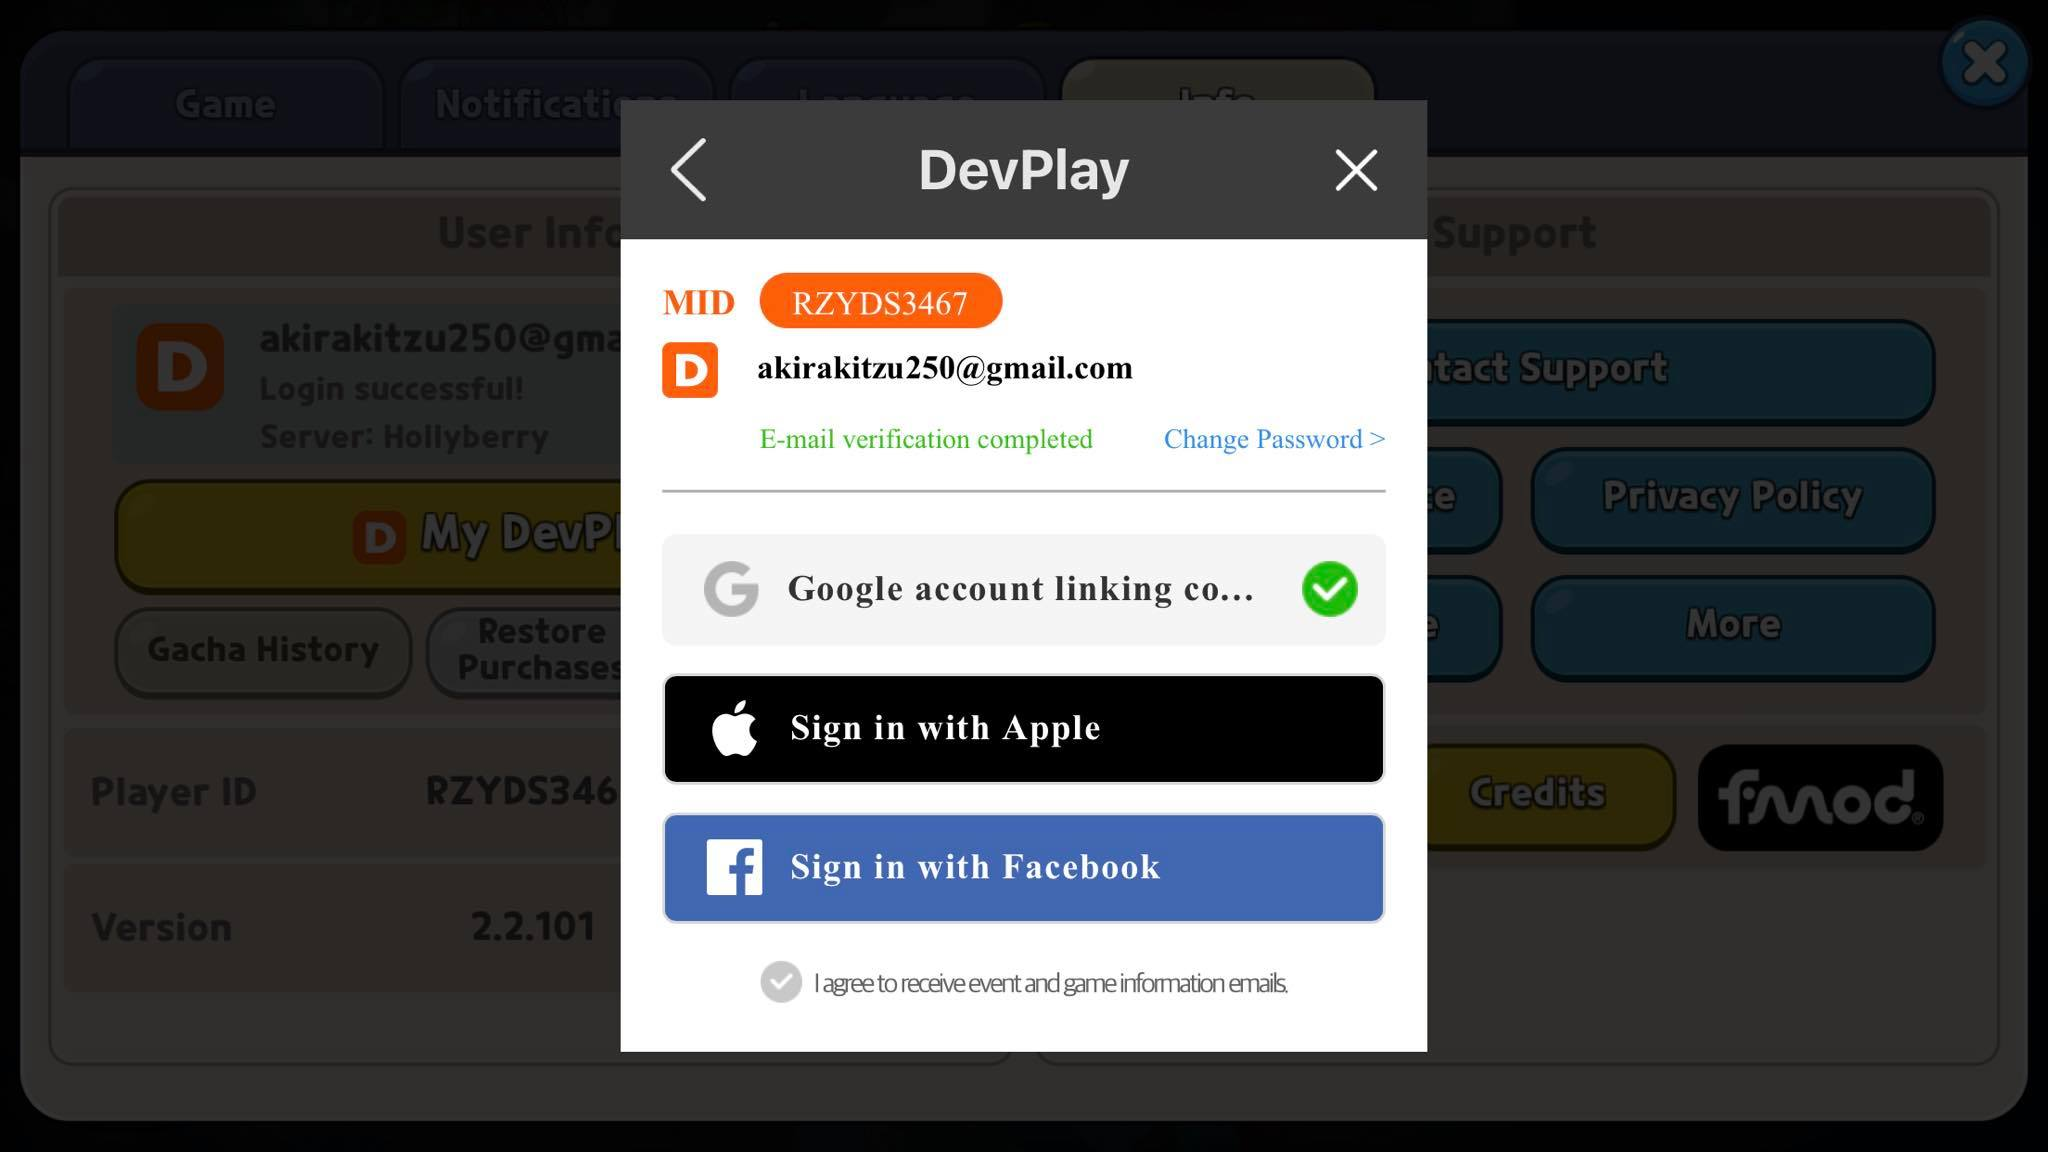 Game
Notifications
Language
Info
DevPlay
User Info
Support
MID RZYDS3467
akirakitzu250@gmail.com
E-mail verification completed
Change Password >
akirakitzu250@gma
Login successful!
Server: Hollyberry
My DevPl
Gacha History
Restore
Purchases
Google account linking co...
Sign in with Apple
Sign in with Facebook
I agree to receive event and game information emails.
tact Support
Privacy Policy
More
Player ID RZYDS346
Version 2.2.101
Credits
fmod®